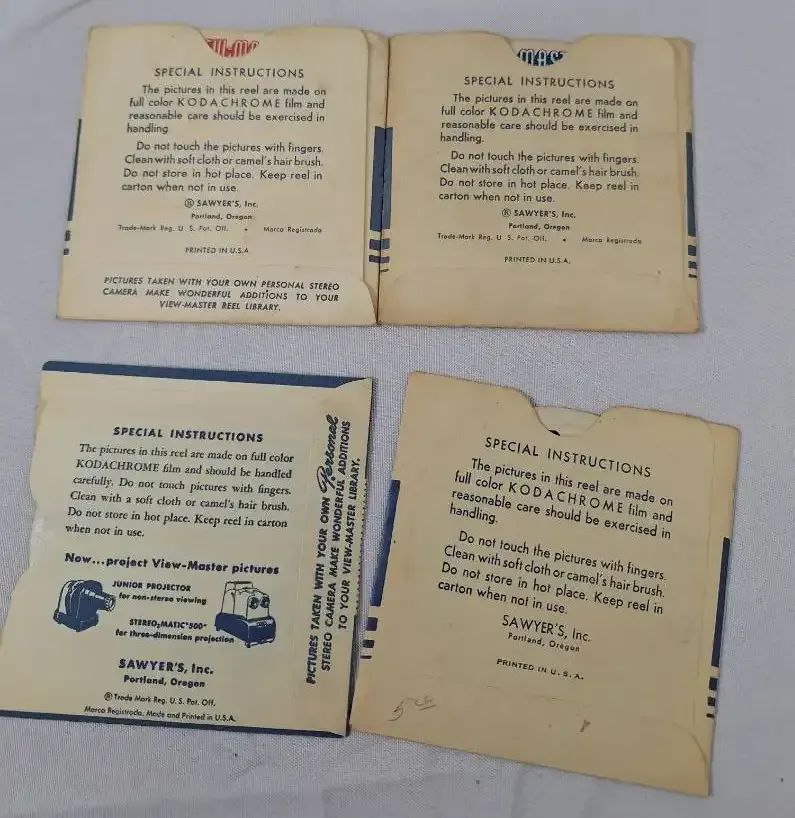 SPECIAL INSTRUCTIONS
The pictures in this reel are made on
full color KODACHROME film and
reasonable care should be exercised in
handling.
Do not touch the pictures with fingers.
Clean with soft cloth or camel's hair brush.
Do not store in hot place. Keep reel in
carton when not in use.
® SAWYER'S, Inc.
Portland, Oregon
Trade-Mark Reg. U. S. Pat. Off. • Marca Registrada
PRINTED IN U.S.A.
PICTURES TAKEN WITH YOUR OWN PERSONAL STEREO
CAMERA MAKE WONDERFUL ADDITIONS TO YOUR
VIEW-MASTER REEL LIBRARY.
MAST
SPECIAL INSTRUCTIONS
The pictures in this reel are made on
full color KODACHROME film and
reasonable care should be exercised in
handling.
Do not touch the pictures with fingers.
Clean with soft cloth or camel's hair brush.
Do not store in hot place. Keep reel in
carton when not in use.
® SAWYER'S, Inc.
Portland, Oregon
Trade-Mark Reg. U. S. Pat. Off. • Marca Registrada
PRINTED IN U.S.A.
SPECIAL INSTRUCTIONS
The pictures in this reel are made on full color
KODACHROME film and should be handled
carefully. Do not touch pictures with fingers.
Clean with a soft cloth or camel's hair brush.
Do not store in hot place. Keep reel in carton
when not in use.
Now...project View-Master pictures
JUNIOR PROJECTOR
for non-stereo viewing
STEREO-MATIC "500"
for three-dimension projection
SAWYER'S, Inc.
Portland, Oregon
® Trade Mark Reg. U. S. Pat. Off.
Marca Registrada. Made and Printed in U.S.A.
PICTURES TAKEN WITH YOUR OWN Personal
STEREO CAMERA MAKE WONDERFUL ADDITIONS
TO YOUR VIEW-MASTER LIBRARY.
SPECIAL INSTRUCTIONS
The pictures in this reel are made on
full color KODACHROME film and
reasonable care should be exercised in
handling.
Do not touch the pictures with fingers.
Clean with soft cloth or camel's hair brush.
Do not store in hot place. Keep reel in
carton when not in use.
SAWYER'S, Inc.
Portland, Oregon
PRINTED IN U. S. A.